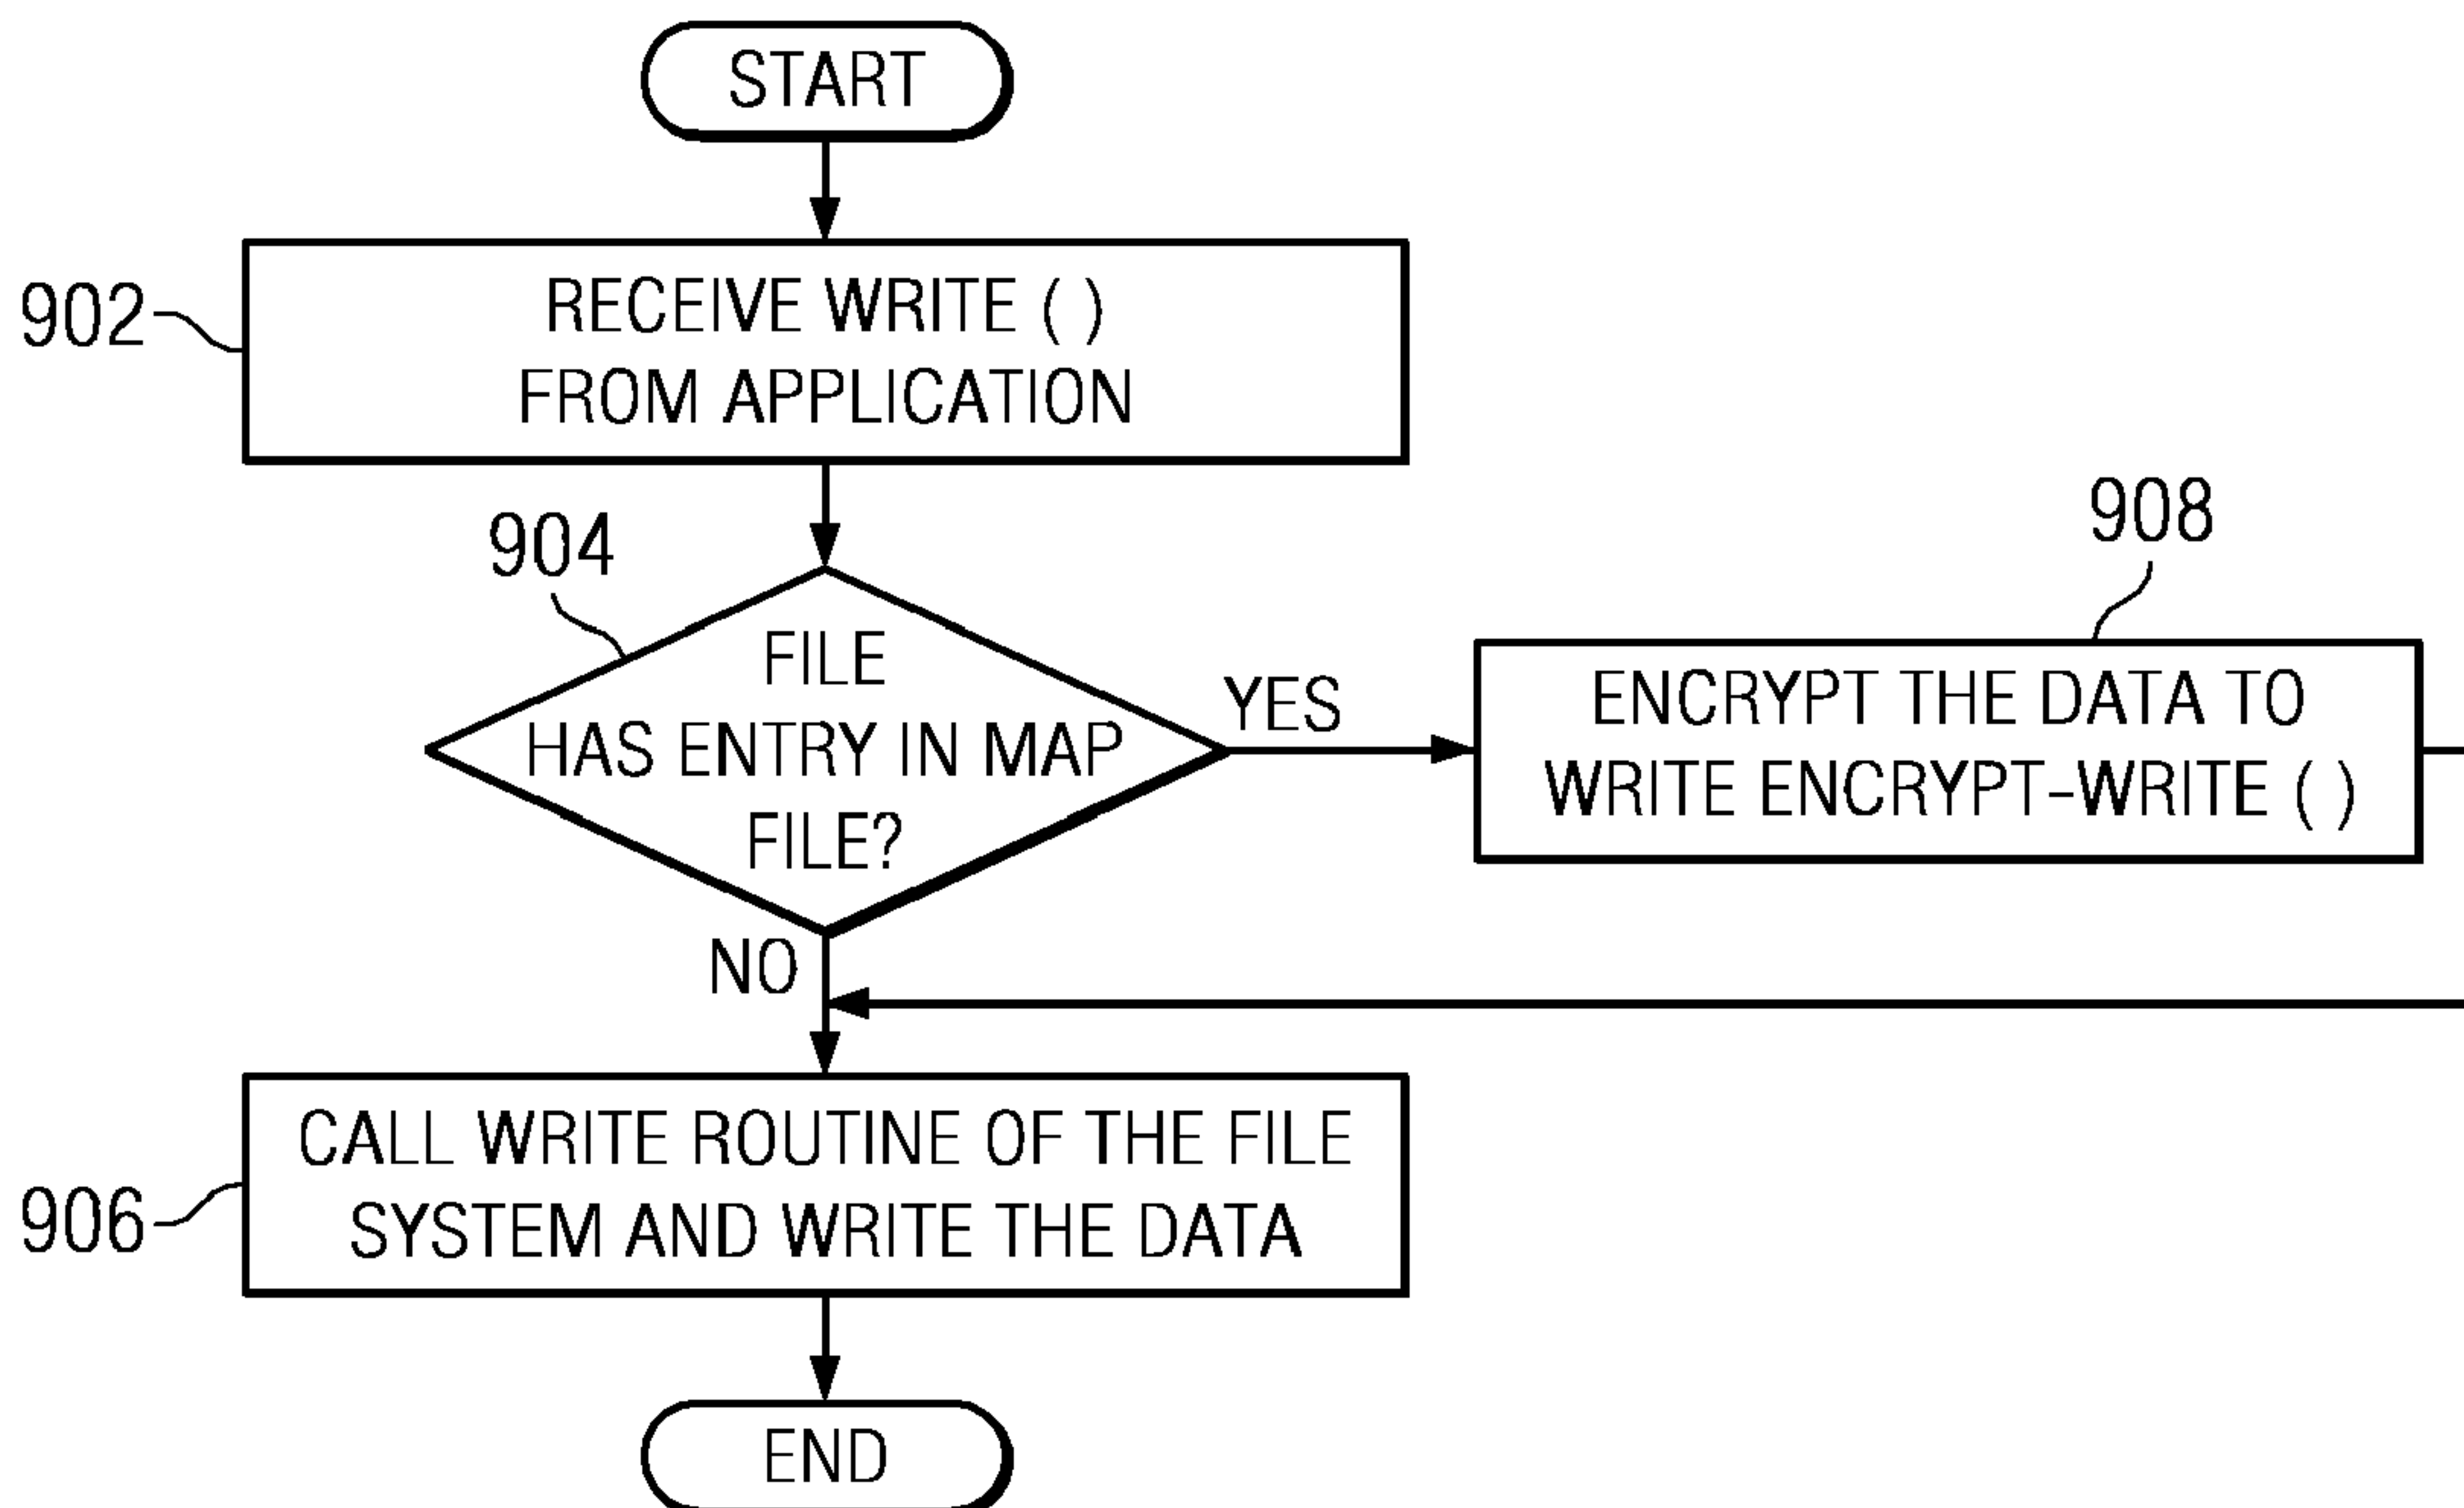 START
902
RECEIVE WRITE ( )
FROM APPLICATION
904
FILE
HAS ENTRY IN MAP
FILE?
YES
908
ENCRYPT THE DATA TO
WRITE ENCRYPT-WRITE ( )
NO
906
CALL WRITE ROUTINE OF THE FILE
SYSTEM AND WRITE THE DATA
END